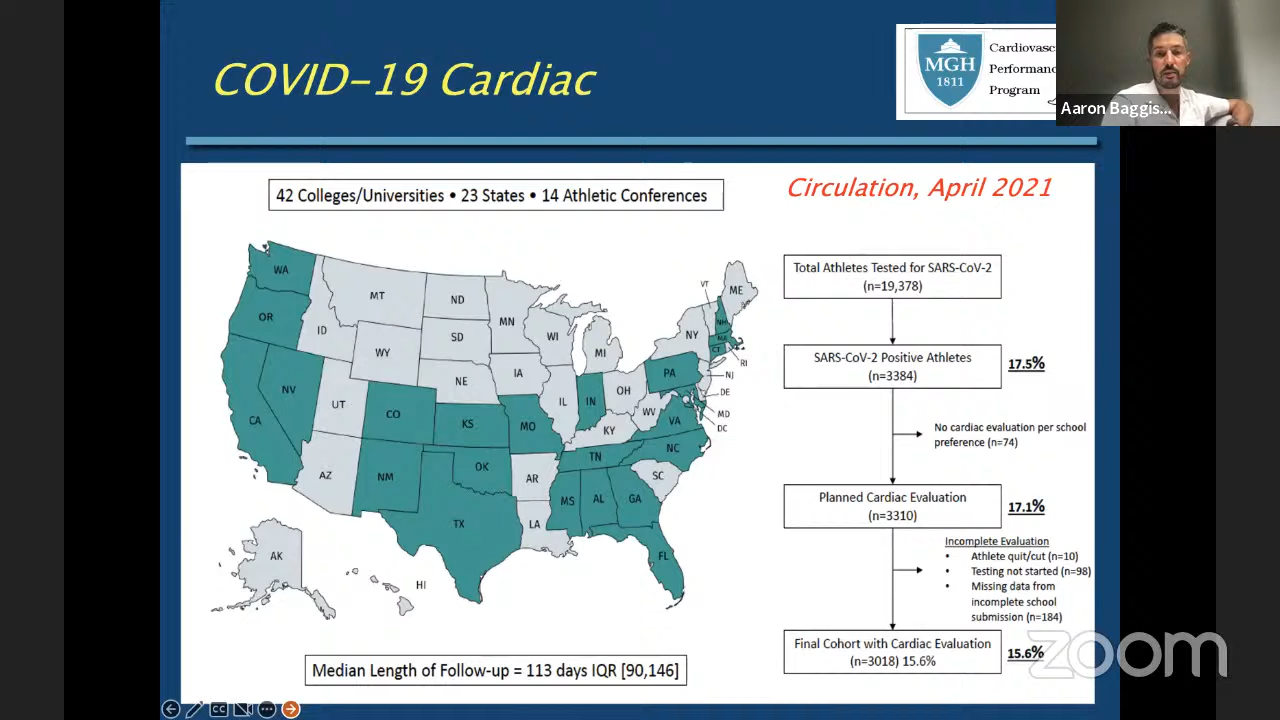 COVID-19 Cardiac
MGH
1811
Cardiovasc
Performanc
Program
Aaron Baggis...
42 Colleges/Universities • 23 States • 14 Athletic Conferences
Circulation, April 2021
WA
OR
CA
NV
ID
MT
WY
UT
AZ
CO
NM
ND
SD
NE
KS
OK
TX
MN
IA
MO
AR
LA
WI
IL
MI
IN
OH
KY
TN
MS
AL
GA
FL
SC
NC
VA
WV
PA
NY
VT
ME
NH
MA
CT
RI
NJ
DE
MD
DC
AK
HI
Total Athletes Tested for SARS-CoV-2
(n=19,378)
SARS-CoV-2 Positive Athletes
(n=3384)
17.5%
No cardiac evaluation per school
preference (n=74)
Planned Cardiac Evaluation
(n=3310)
17.1%
Incomplete Evaluation
• Athlete quit/cut (n=10)
• Testing not started (n=98)
• Missing data from
incomplete school
submission (n=184)
Final Cohort with Cardiac Evaluation
(n=3018) 15.6%
15.6%
Median Length of Follow-up = 113 days IQR [90,146]
zoom
CC